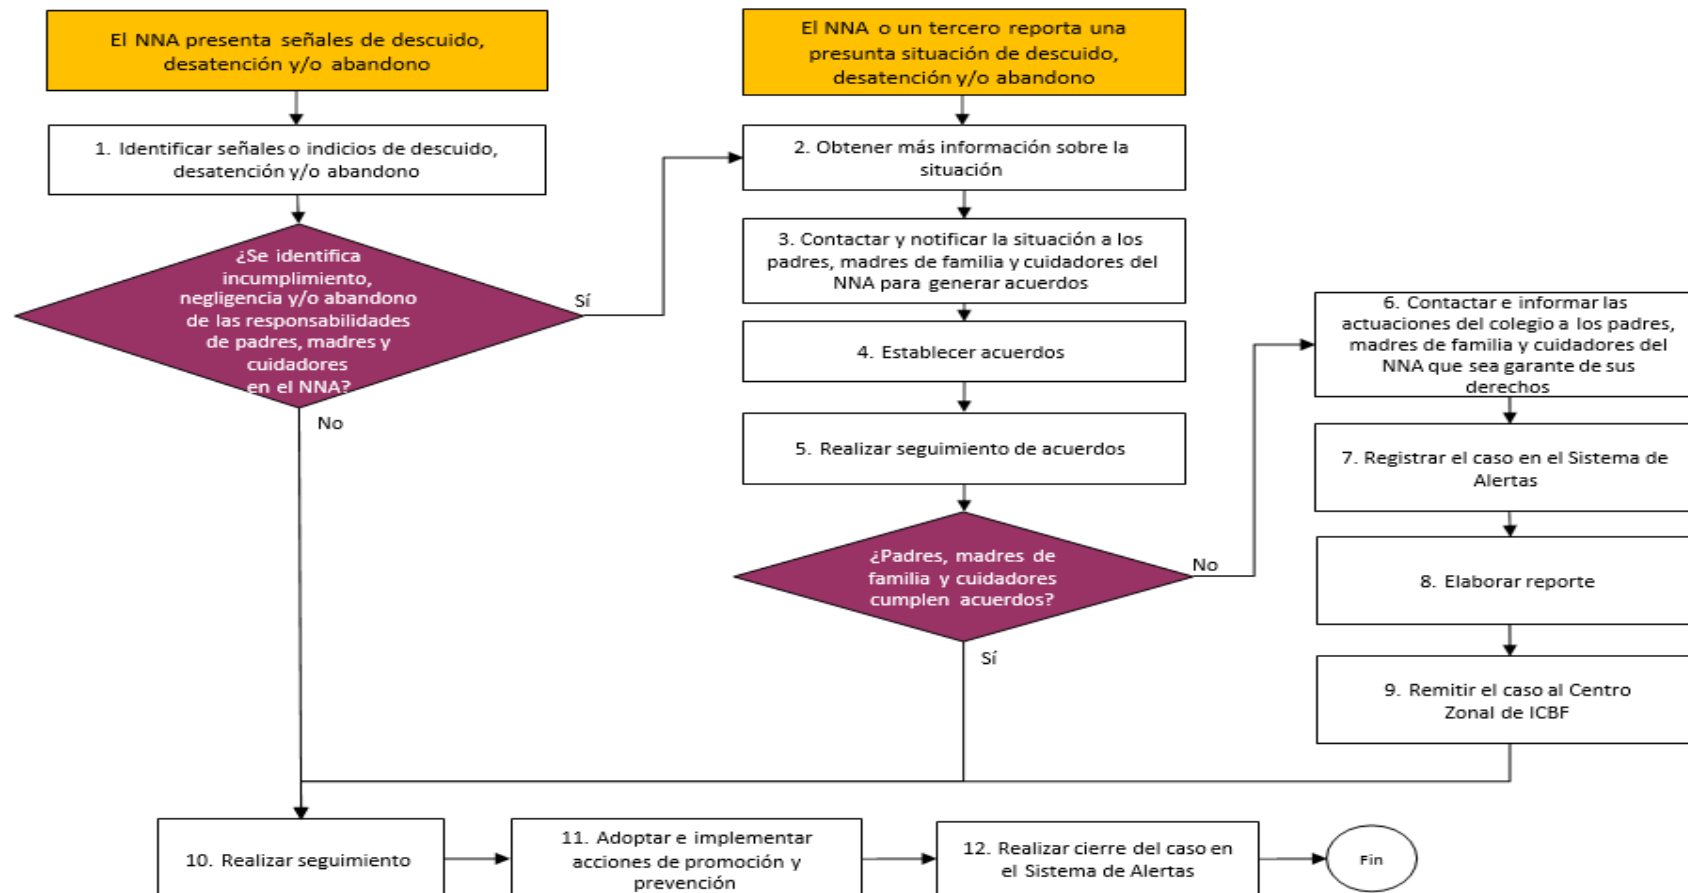 El NNA presenta señales de descuido,
desatención y/o abandono
El NNA o un tercero reporta una
presunta situación de descuido,
desatención y/o abandono
1. Identificar señales o indicios de descuido,
desatención y/o abandono
2. Obtener más información sobre la
situación
¿Se identifica
incumplimiento,
negligencia y/o abandono
de las responsabilidades
de padres, madres y
cuidadores
en el NNA?
Sí
No
3. Contactar y notificar la situación a los
padres, madres de familia y cuidadores del
NNA para generar acuerdos
4. Establecer acuerdos
5. Realizar seguimiento de acuerdos
¿Padres, madres de
familia y cuidadores
cumplen acuerdos?
No
Sí
6. Contactar e informar las
actuaciones del colegio a los padres,
madres de familia y cuidadores del
NNA que sea garante de sus
derechos
7. Registrar el caso en el Sistema de
Alertas
8. Elaborar reporte
9. Remitir el caso al Centro
Zonal de ICBF
10. Realizar seguimiento
11. Adoptar e implementar
acciones de promoción y
prevención
12. Realizar cierre del caso en
el Sistema de Alertas
Fin